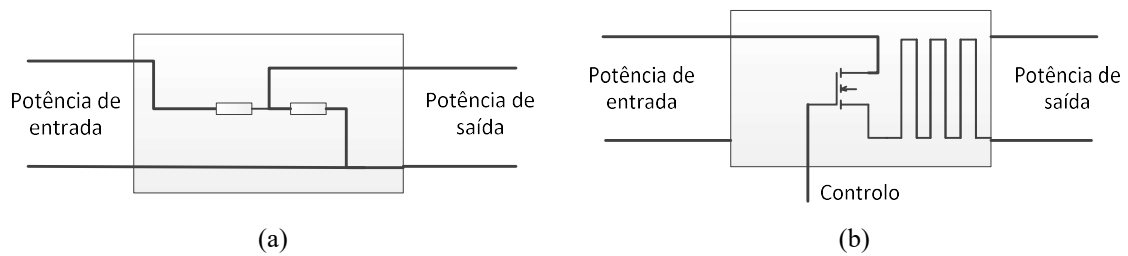 Potência de
entrada
Potência de
saída
(a)
Potência de
entrada
Potência de
saída
Controlo
(b)